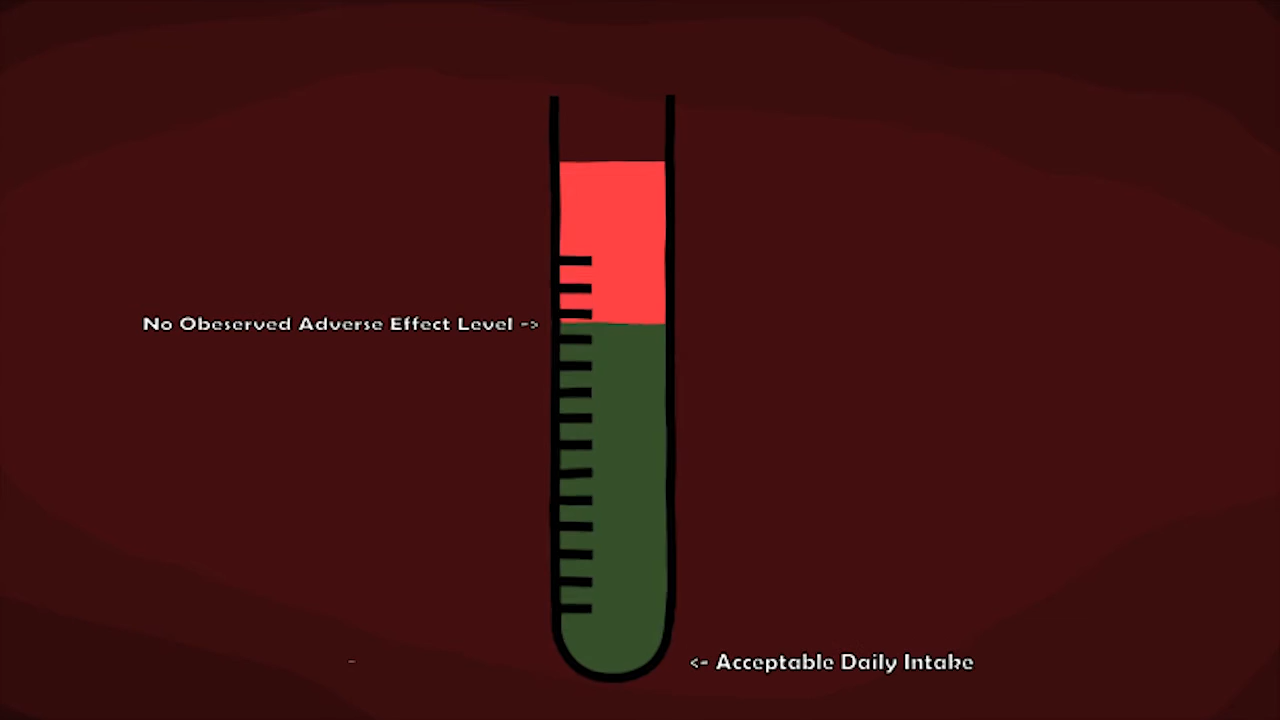 No Obeserved Adverse Effect Level ->
<- Acceptable Daily Intake